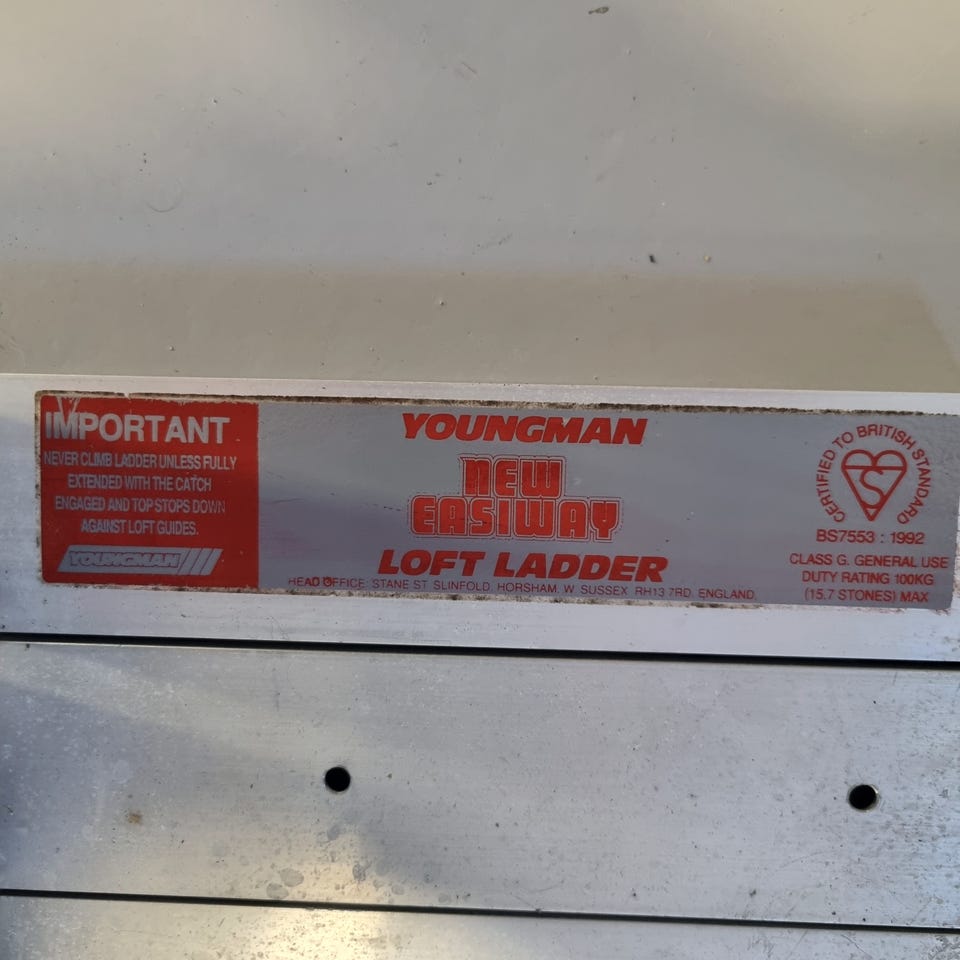 IMPORTANT
NEVER CLIMB LADDER UNLESS FULLY
EXTENDED WITH THE CATCH
ENGAGED AND TOP STOPS DOWN
AGAINST LOFT GUIDES.
YOUNGMAN
YOUNGMAN
NEW
EASIWAY
LOFT LADDER
HEAD OFFICE: STANE ST. SLINFOLD. HORSHAM. W. SUSSEX. RH13 7RD. ENGLAND.
CERTIFIED TO BRITISH STANDARD
S
BS7553 : 1992
CLASS G. GENERAL USE
DUTY RATING 100KG
(15.7 STONES) MAX